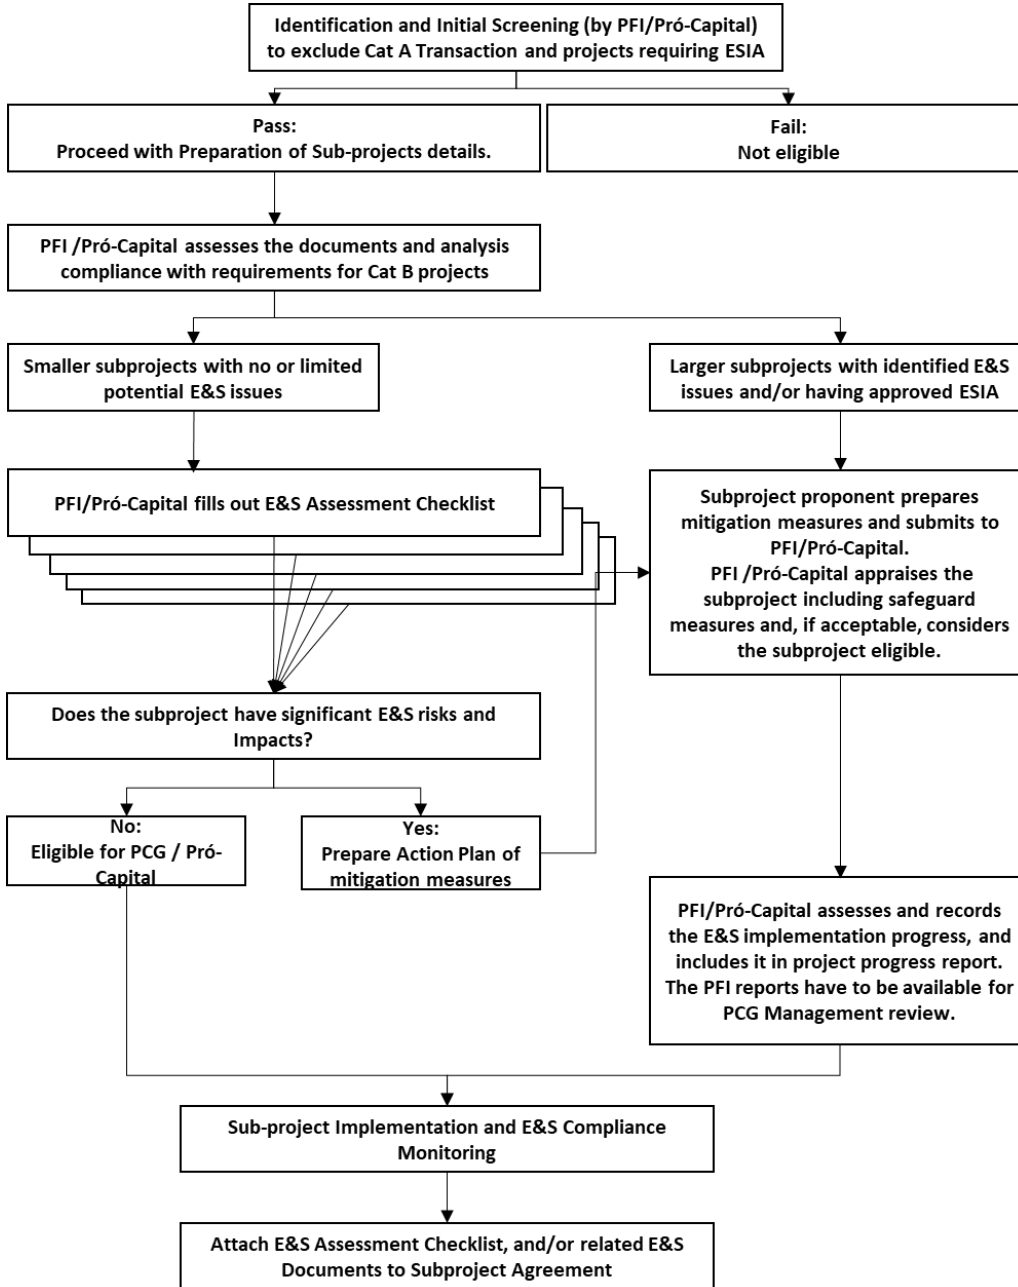 Identification and Initial Screening (by PFI/Pró-Capital)
to exclude Cat A Transaction and projects requiring ESIA
Pass:
Proceed with Preparation of Sub-projects details.
Fail:
Not eligible
PFI /Pró-Capital assesses the documents and analysis
compliance with requirements for Cat B projects
Smaller subprojects with no or limited
potential E&S issues
Larger subprojects with identified E&S
issues and/or having approved ESIA
PFI/Pró-Capital fills out E&S Assessment Checklist
Subproject proponent prepares
mitigation measures and submits to
PFI/Pró-Capital.
PFI /Pró-Capital appraises the
subproject including safeguard
measures and, if acceptable, considers
the subproject eligible.
Does the subproject have significant E&S risks and
Impacts?
No:
Eligible for PCG / Pró-
Capital
Yes:
Prepare Action Plan of
mitigation measures
PFI/Pró-Capital assesses and records
the E&S implementation progress, and
includes it in project progress report.
The PFI reports have to be available for
PCG Management review.
Sub-project Implementation and E&S Compliance
Monitoring
Attach E&S Assessment Checklist, and/or related E&S
Documents to Subproject Agreement